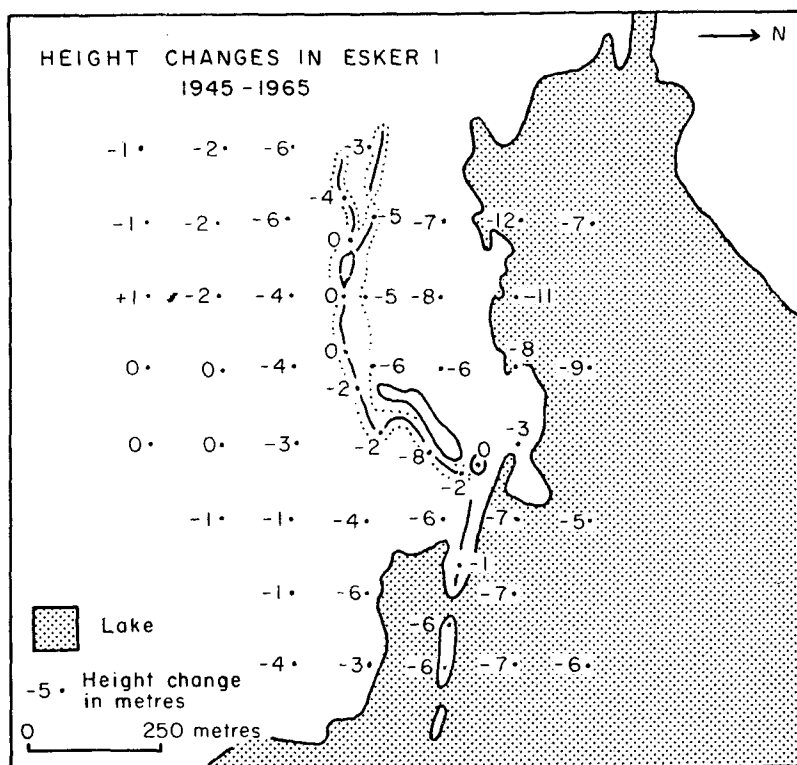 HEIGHT CHANGES IN ESKER 1
1945-1965
N
-1 -2 -6 -3
-4
-1 -2 -6 -5 -7 -12 -7
0
+1 -2 -4 0 -5 -8 -11
0 -8
0 0 -4 -6 -6 -9
-2
0 0 -3 -2 -8 -2 0 -3
-1 -1 -4 -6 -7 -5
-1
-1 -6 -7
-6
-4 -3 -6 -7 -6
Lake
-5 Height change
in metres
0 250 metres